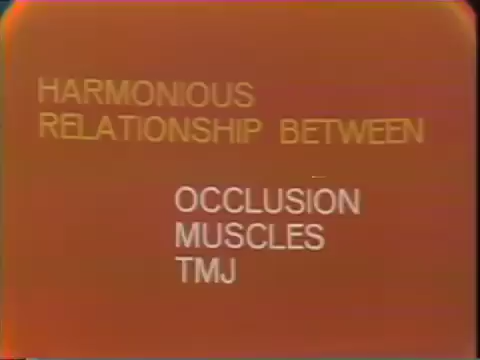 HARMONIOUS
RELATIONSHIP BETWEEN
OCCLUSION
MUSCLES
TMJ